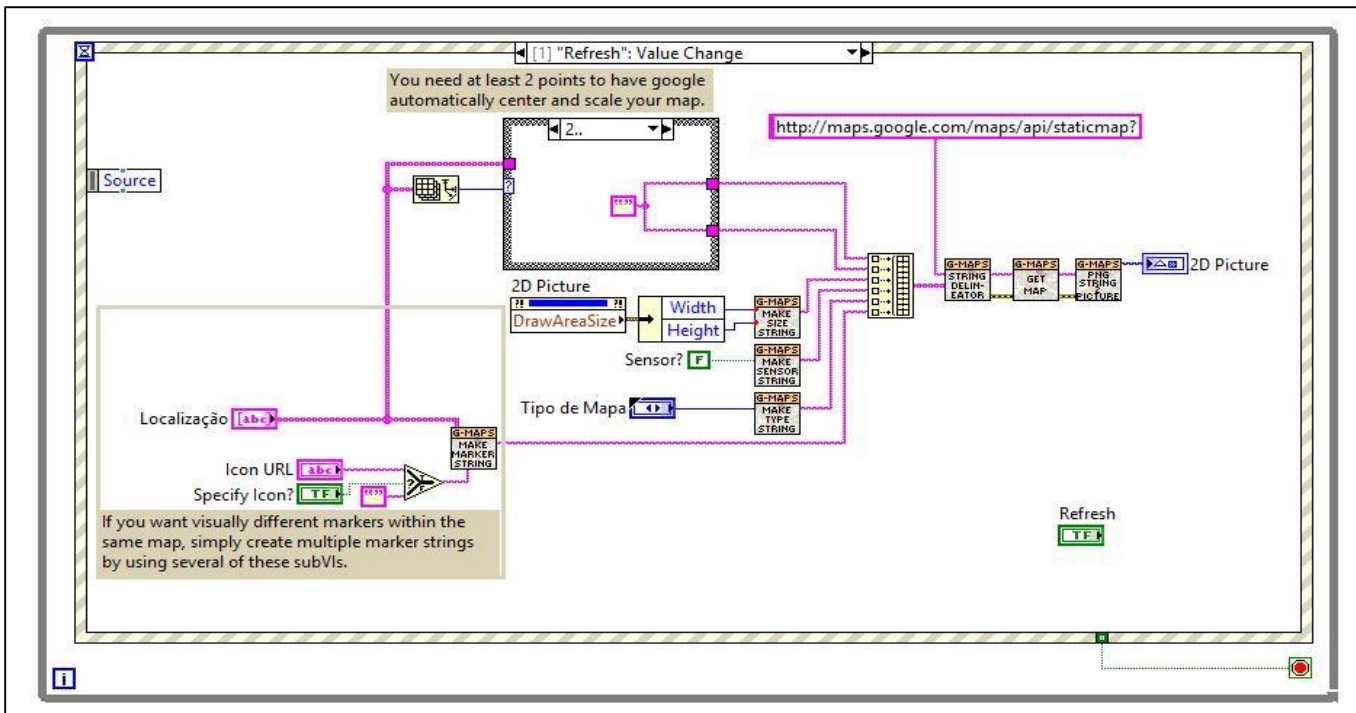 [1] "Refresh": Value Change
You need at least 2 points to have google
automatically center and scale your map.
2..
http://maps.google.com/maps/api/staticmap?
Source
?
""
G-MAPS
STRING
DELIN-
EATOR
G-MAPS
GET
MAP
G-MAPS
PNG
STRING
2
PICTURE
2D Picture
2D Picture
DrawAreaSize
Width
Height
G-MAPS
MAKE
SIZE
STRING
Sensor?
F
G-MAPS
MAKE
SENSOR
STRING
Tipo de Mapa
G-MAPS
MAKE
TYPE
STRING
Localização
[abc]
G-MAPS
MAKE
MARKER
STRING
Icon URL
abc
Specify Icon?
TF
?
T
F
""
If you want visually different markers within the
same map, simply create multiple marker strings
by using several of these subVIs.
Refresh
TF
i